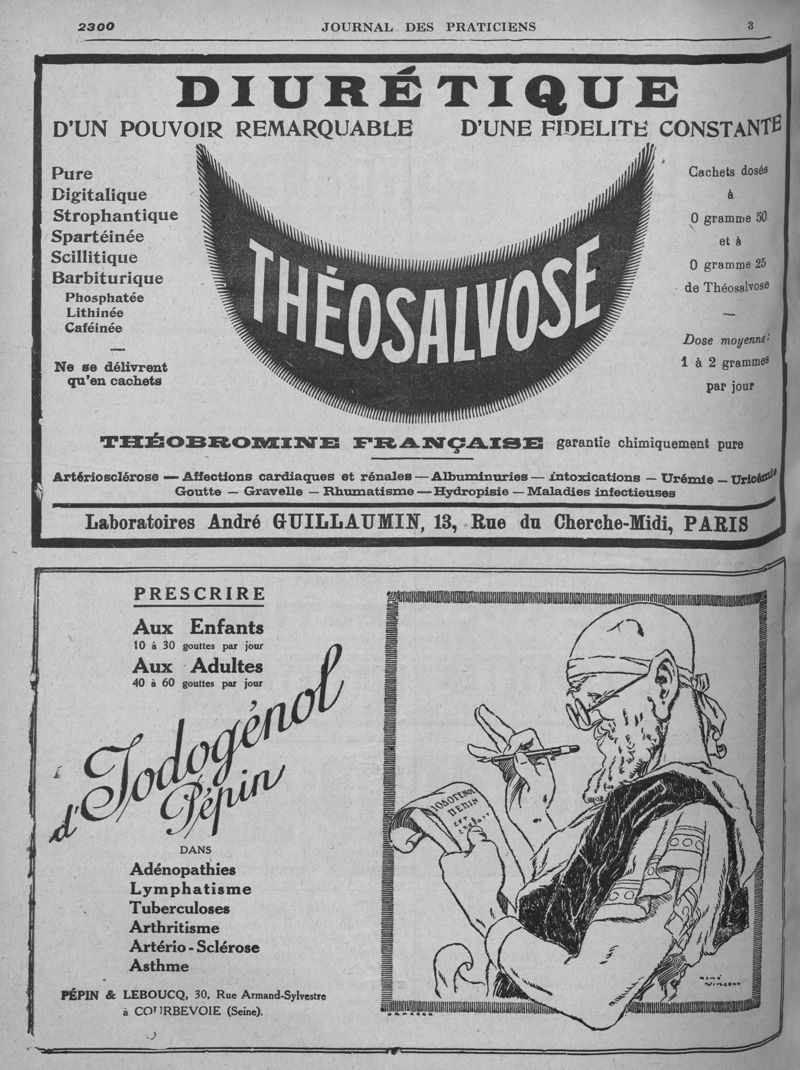 2300 JOURNAL DES PRATICIENS 3
DIURÉTIQUE
D'UN POUVOIR REMARQUABLE D'UNE FIDELITÉ CONSTANTE
Pure
Digitalique
Strophantique
Spartéinée
Scillitique
Barbiturique
Phosphatée
Lithinée
Caféinée
—
Ne se délivrent
qu'en cachets
THÉOSALVOSE
Cachets dosés
à
0 gramme 50
et à
0 gramme 25
de Théosalvose
—
Dose moyenne:
1 à 2 grammes
par jour
THÉOBROMINE FRANÇAISE garantie chimiquement pure
Artériosclérose — Affections cardiaques et rénales — Albuminuries — Intoxications — Urémie — Uricémie
Goutte — Gravelle — Rhumatisme — Hydropisie — Maladies infectieuses
Laboratoires André GUILLAUMIN, 13, Rue du Cherche-Midi, PARIS
PRESCRIRE
Aux Enfants
10 à 30 gouttes par jour
Aux Adultes
40 à 60 gouttes par jour
d'Iodogénol
Pépin
DANS
Adénopathies
Lymphatisme
Tuberculoses
Arthritisme
Artério-Sclérose
Asthme
PÉPIN & LEBOUCQ, 30, Rue Armand-Sylvestre
à COURBEVOIE (Seine).
IODOGENOL
PEPIN
RENÉ
VINCENT